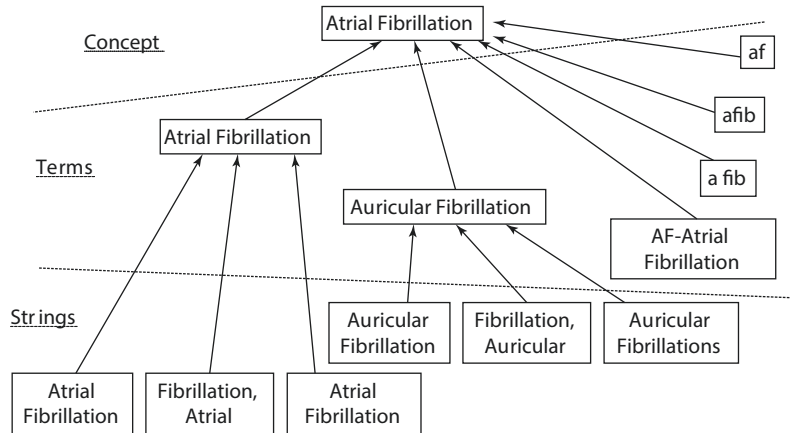 Concept
Atrial Fibrillation
af
afib
Atrial Fibrillation
Terms
a fib
Auricular Fibrillation
AF-Atrial
Fibrillation
Strings
Auricular
Fibrillation
Fibrillation,
Auricular
Auricular
Fibrillations
Atrial
Fibrillation
Fibrillation,
Atrial
Atrial
Fibrillation